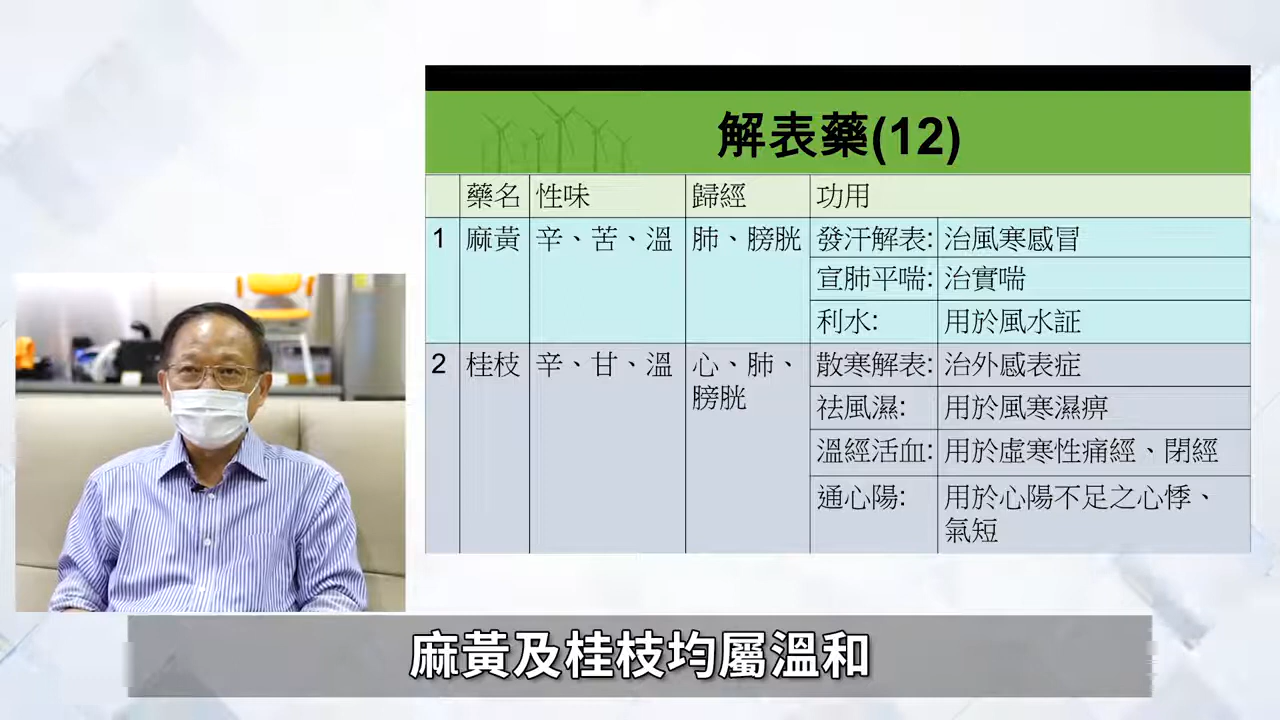 解表藥(12)
藥名 性味 歸經 功用
1 麻黃 辛、苦、溫 肺、膀胱 發汗解表: 治風寒感冒
宣肺平喘: 治實喘
利水: 用於風水証
2 桂枝 辛、甘、溫 心、肺、膀胱 散寒解表: 治外感表症
祛風濕: 用於風寒濕痹
溫經活血: 用於虛寒性痛經、閉經
通心陽: 用於心陽不足之心悸、
氣短
麻黃及桂枝均屬溫和